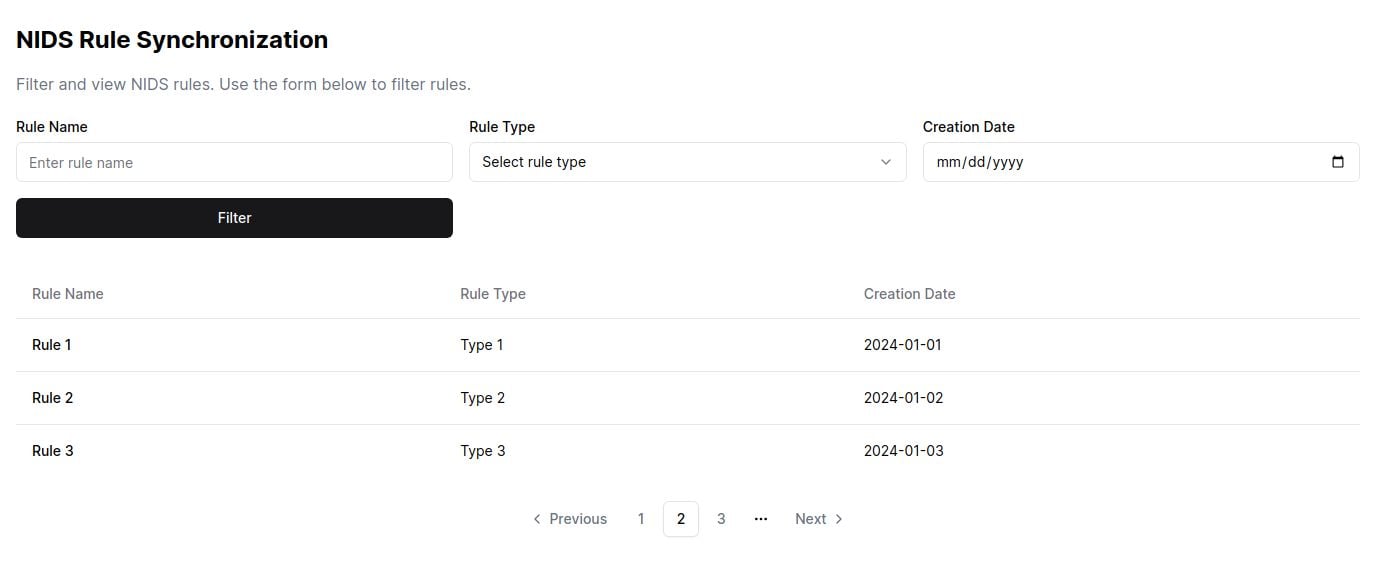 NIDS Rule Synchronization
Filter and view NIDS rules. Use the form below to filter rules.
Rule Name Rule Type Creation Date
Enter rule name Select rule type mm/dd/yyyy
Filter
Rule Name Rule Type Creation Date
Rule 1 Type 1 2024-01-01
Rule 2 Type 2 2024-01-02
Rule 3 Type 3 2024-01-03
Previous 1 2 3 ... Next